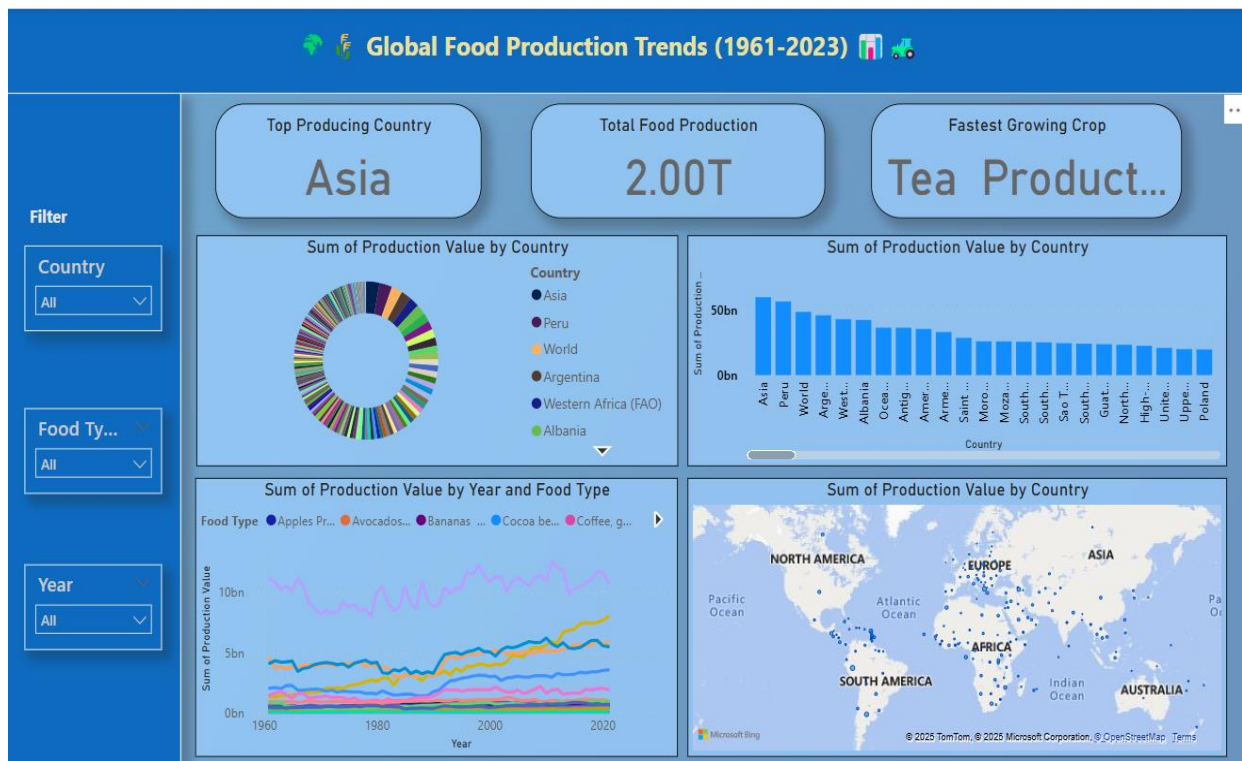 Global Food Production Trends (1961-2023)
Filter
Country
All
Food Ty...
All
Year
All
Top Producing Country
Asia
Total Food Production
2.00T
Fastest Growing Crop
Tea Product...
Sum of Production Value by Country
Country
Asia
Peru
World
Argentina
Western Africa (FAO)
Albania
Sum of Production Value by Country
Sum of Production ...
50bn
0bn
Asia
Peru
World
Arge...
West...
Albania
Ocea...
Antig...
Amer...
Arme...
Saint ...
Moro...
Moza...
South...
South...
Sao T...
South...
Guat...
North...
High-...
Unite...
Uppe...
Poland
Country
Sum of Production Value by Year and Food Type
Food Type Apples Pr... Avocados... Bananas ... Cocoa be... Coffee, g...
Sum of Production Value
10bn
5bn
0bn
1960 1980 2000 2020
Year
Sum of Production Value by Country
NORTH AMERICA
EUROPE
ASIA
Pacific
Ocean
Atlantic
Ocean
Pa
AFRICA
SOUTH AMERICA
Indian
Ocean
AUSTRALIA
Microsoft Bing
© 2025 TomTom, © 2025 Microsoft Corporation, © OpenStreetMap Terms